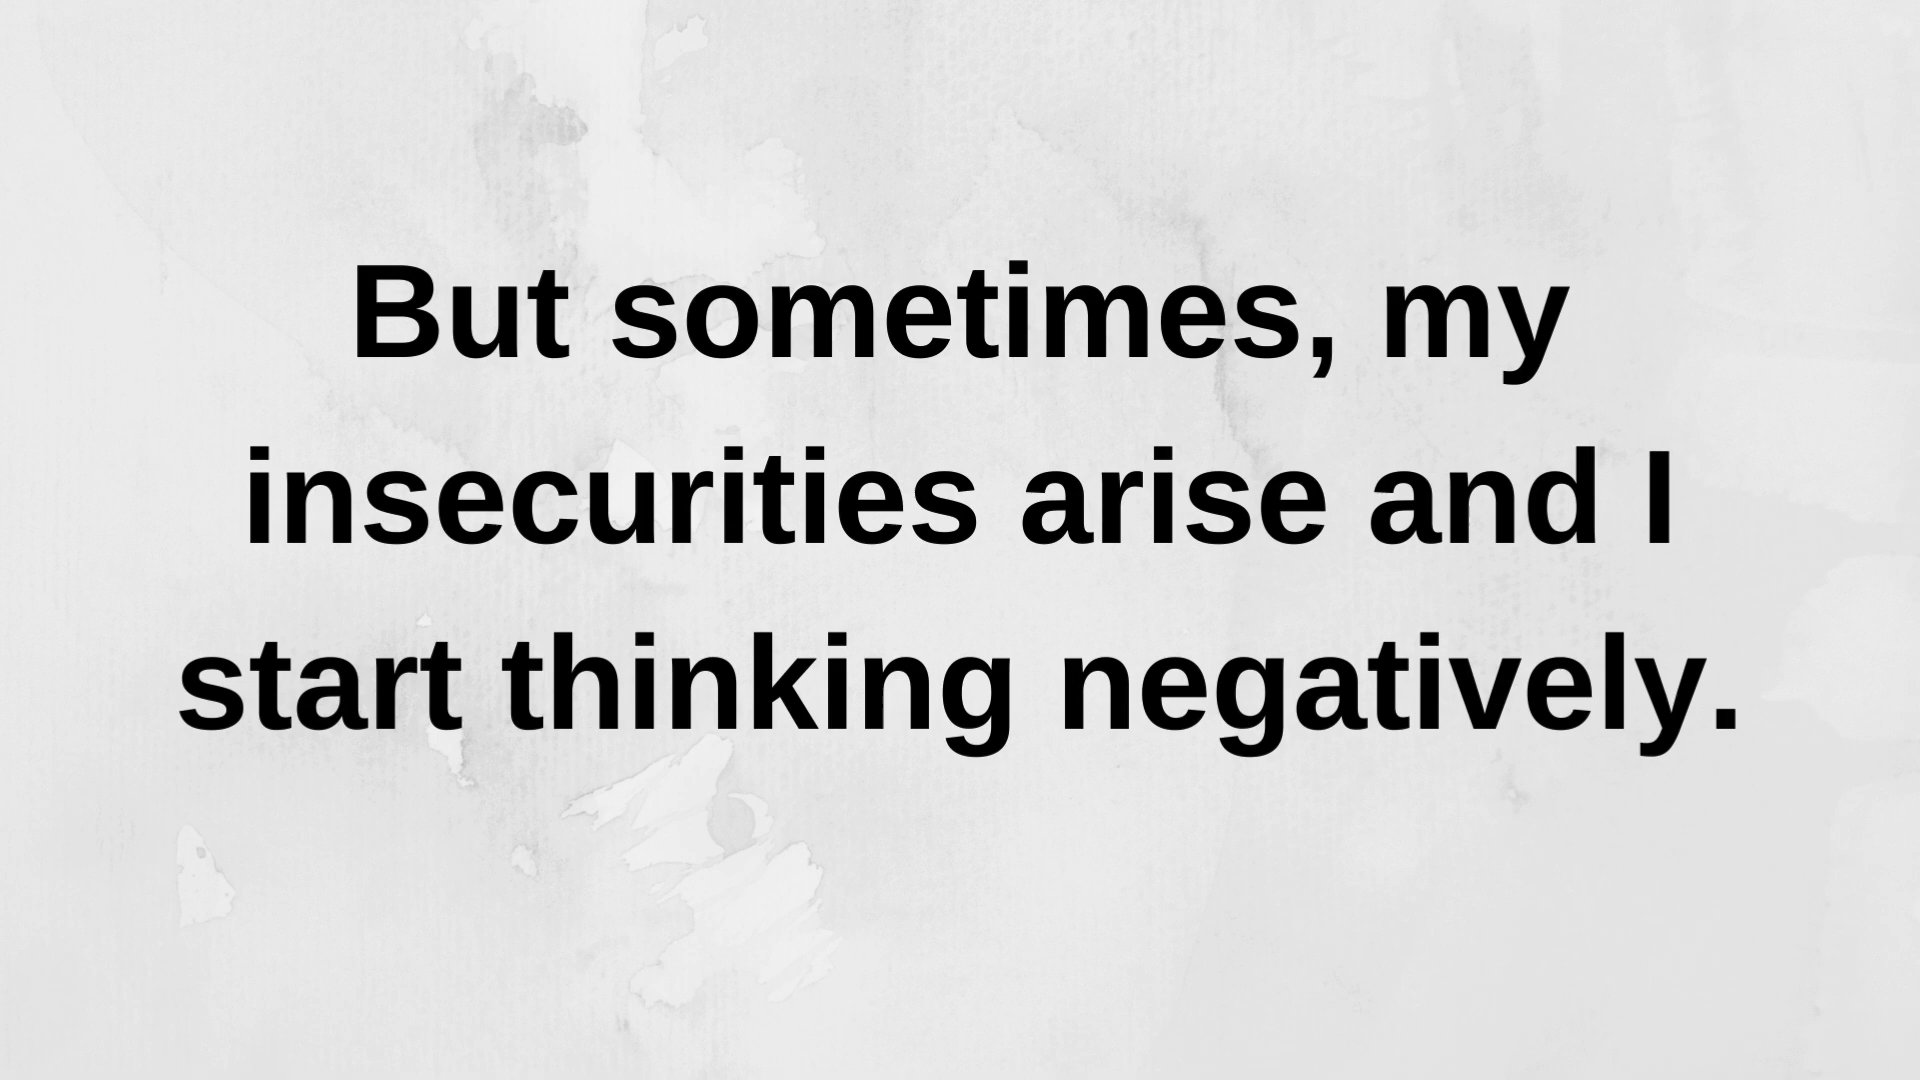 But sometimes, my
insecurities arise and I
start thinking negatively.